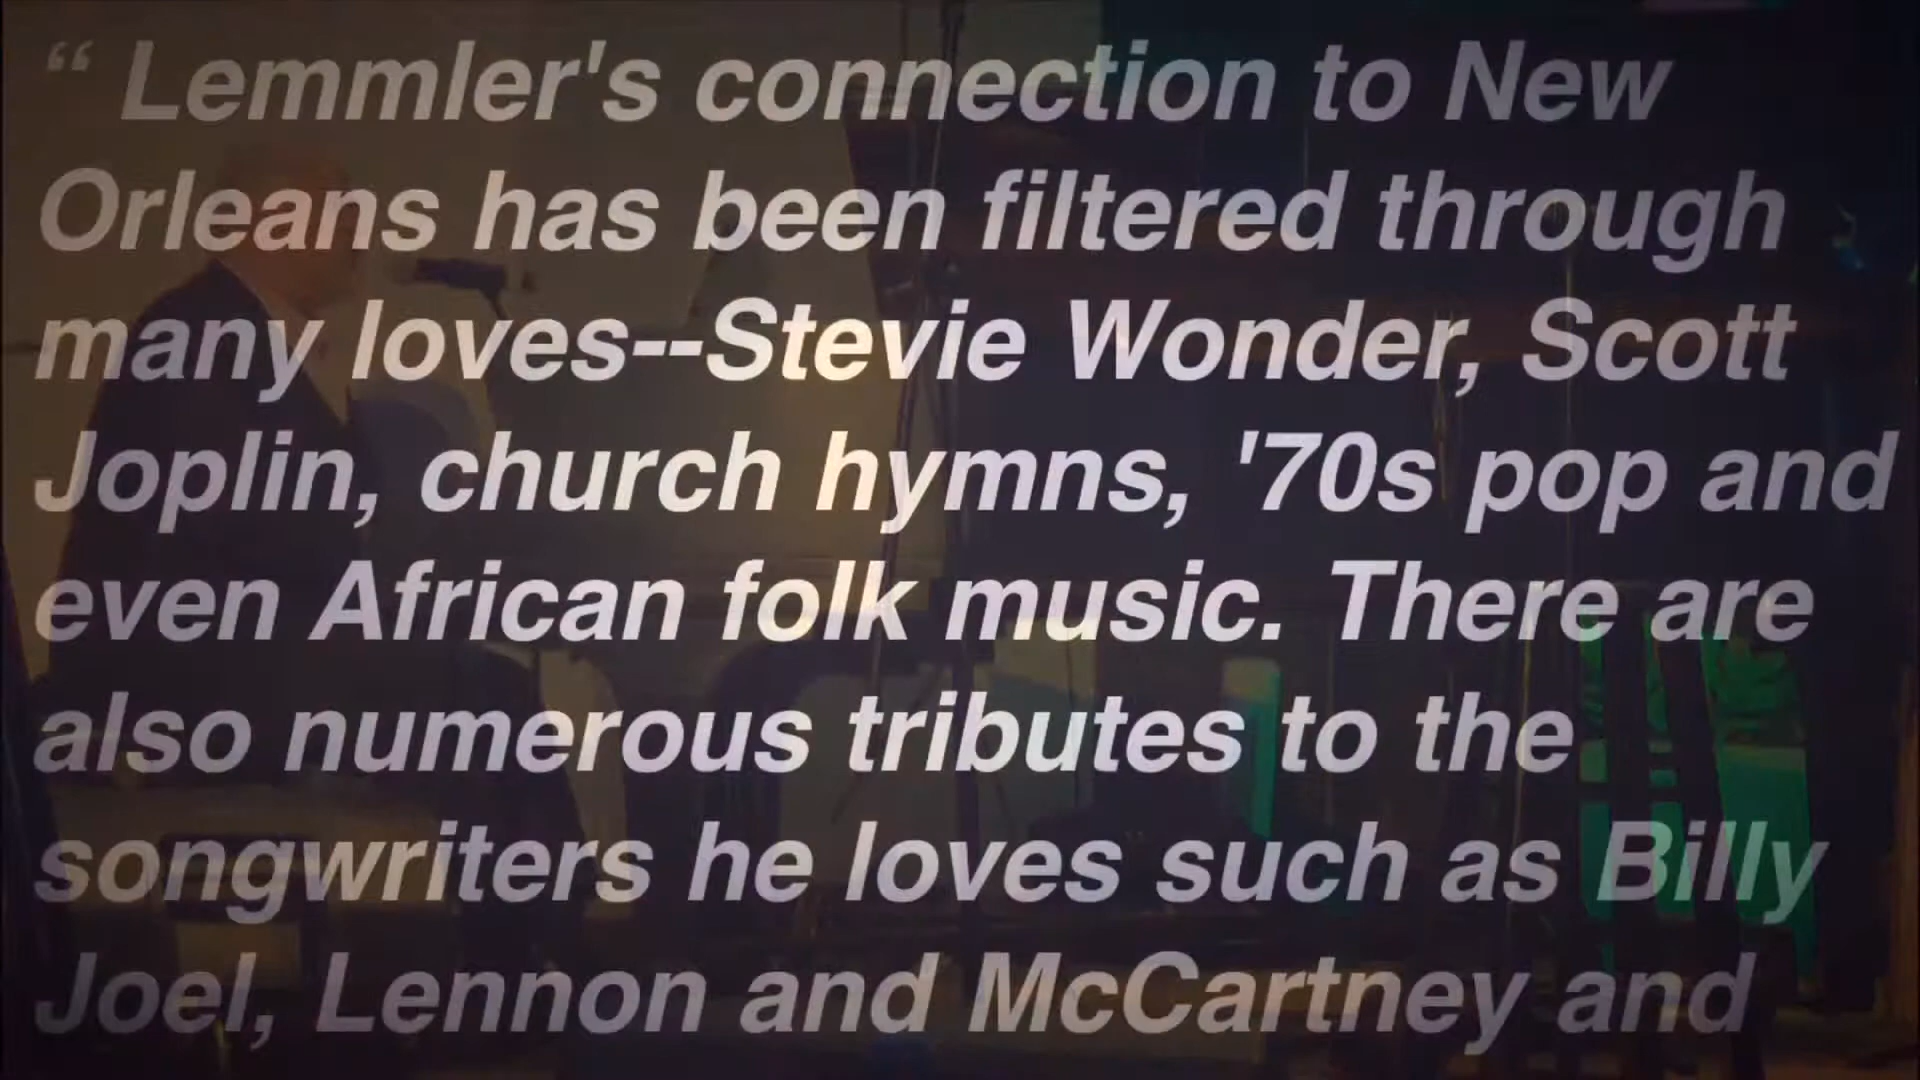 “ Lemmler's connection to New
Orleans has been filtered through
many loves--Stevie Wonder, Scott
Joplin, church hymns, '70s pop and
even African folk music. There are
also numerous tributes to the
songwriters he loves such as Billy
Joel, Lennon and McCartney and